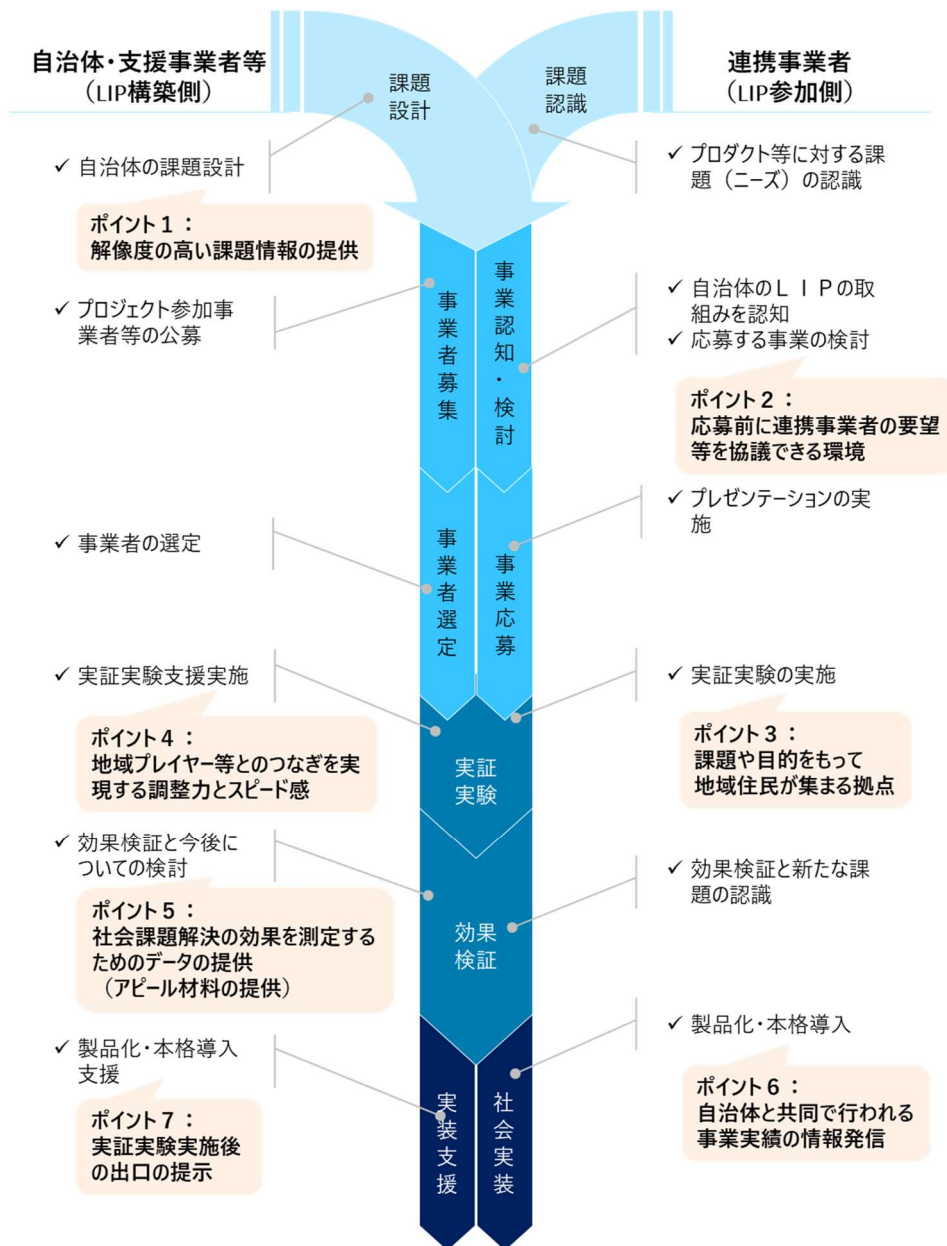 自治体・支援事業者等
（LIP構築側）
連携事業者
（LIP参加側）
課題
設計
課題
認識
✓ 自治体の課題設計
✓ プロダクト等に対する課
題（ニーズ）の認識
ポイント1：
解像度の高い課題情報の提供
✓ プロジェクト参加事
業者等の公募
事業者募集
事業認知・検討
✓ 自治体のＬＩＰの取
組みを認知
✓ 応募する事業の検討
ポイント2：
応募前に連携事業者の要望
等を協議できる環境
✓ 事業者の選定
事業者選定
事業応募
✓ プレゼンテーションの実
施
✓ 実証実験支援実施
✓ 実証実験の実施
ポイント4：
地域プレイヤー等とのつなぎを実
現する調整力とスピード感
実証
実験
ポイント3：
課題や目的をもって
地域住民が集まる拠点
✓ 効果検証と今後に
ついての検討
✓ 効果検証と新たな課
題の認識
ポイント5：
社会課題解決の効果を測定する
ためのデータの提供
（アピール材料の提供）
効果
検証
✓ 製品化・本格導入
支援
✓ 製品化・本格導入
ポイント7：
実証実験実施後
の出口の提示
実装支援
社会実装
ポイント6：
自治体と共同で行われる
事業実績の情報発信